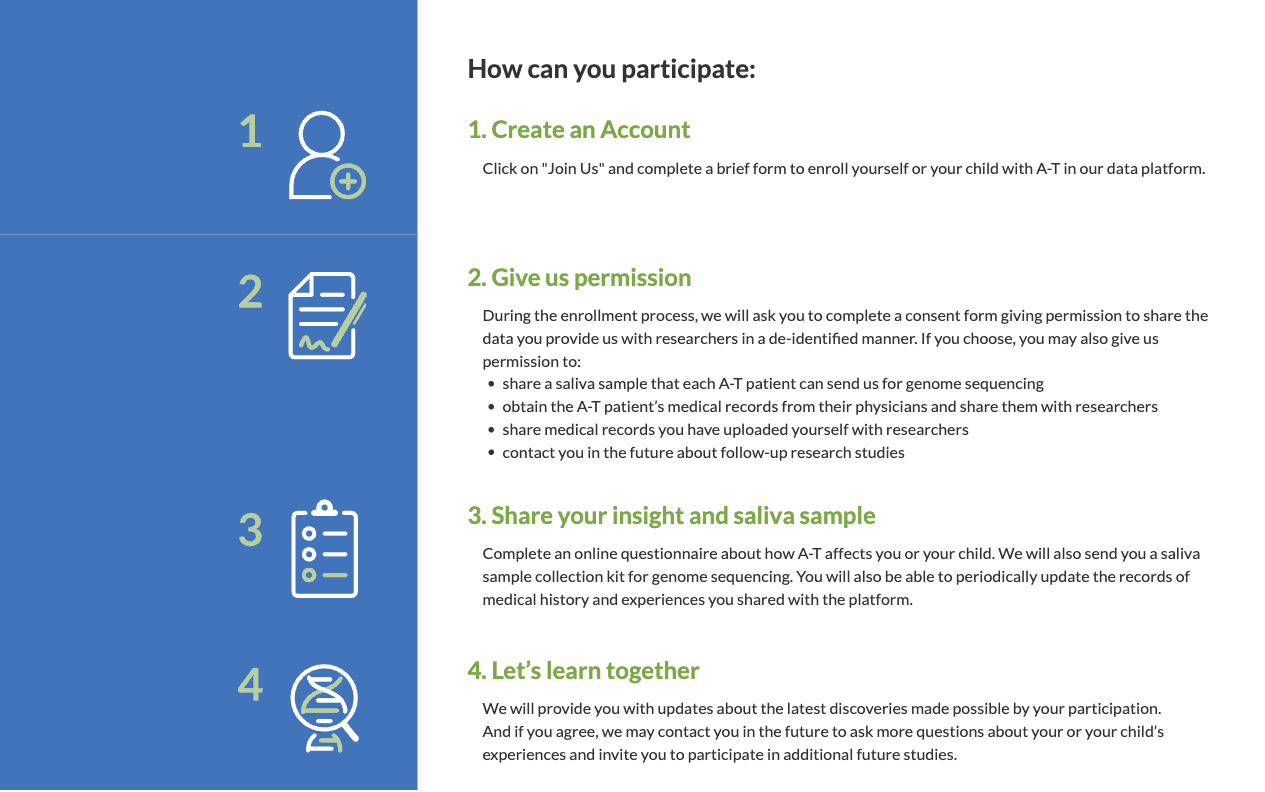 How can you participate:
1
1. Create an Account
Click on "Join Us" and complete a brief form to enroll yourself or your child with A-T in our data platform.
2
2. Give us permission
During the enrollment process, we will ask you to complete a consent form giving permission to share the
data you provide us with researchers in a de-identified manner. If you choose, you may also give us
permission to:
• share a saliva sample that each A-T patient can send us for genome sequencing
• obtain the A-T patient’s medical records from their physicians and share them with researchers
• share medical records you have uploaded yourself with researchers
• contact you in the future about follow-up research studies
3
3. Share your insight and saliva sample
Complete an online questionnaire about how A-T affects you or your child. We will also send you a saliva
sample collection kit for genome sequencing. You will also be able to periodically update the records of
medical history and experiences you shared with the platform.
4
4. Let’s learn together
We will provide you with updates about the latest discoveries made possible by your participation.
And if you agree, we may contact you in the future to ask more questions about your or your child’s
experiences and invite you to participate in additional future studies.